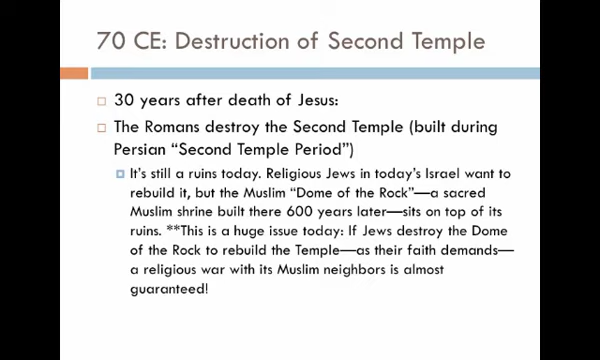 70 CE: Destruction of Second Temple
30 years after death of Jesus:
The Romans destroy the Second Temple (built during
Persian “Second Temple Period”)
It’s still a ruins today. Religious Jews in today’s Israel want to
rebuild it, but the Muslim “Dome of the Rock”—a sacred
Muslim shrine built there 600 years later—sits on top of its
ruins. **This is a huge issue today: If Jews destroy the Dome
of the Rock to rebuild the Temple—as their faith demands—
a religious war with its Muslim neighbors is almost
guaranteed!